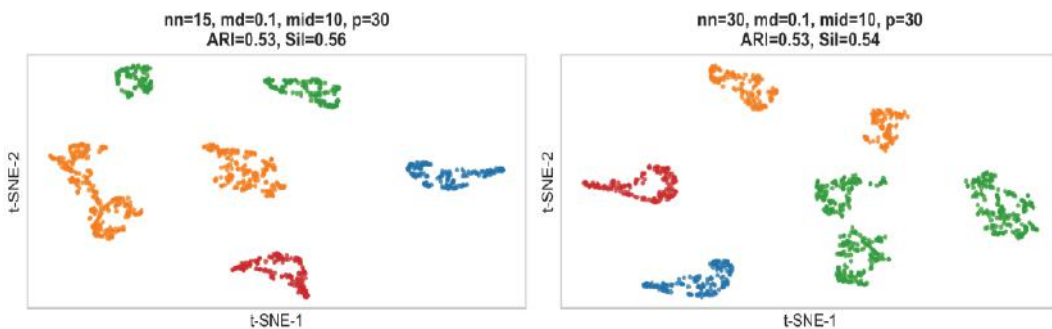 nn=15, md=0.1, mid=10, p=30
ARI=0.53, Sil=0.56
t-SNE-2
t-SNE-1
nn=30, md=0.1, mid=10, p=30
ARI=0.53, Sil=0.54
t-SNE-2
t-SNE-1